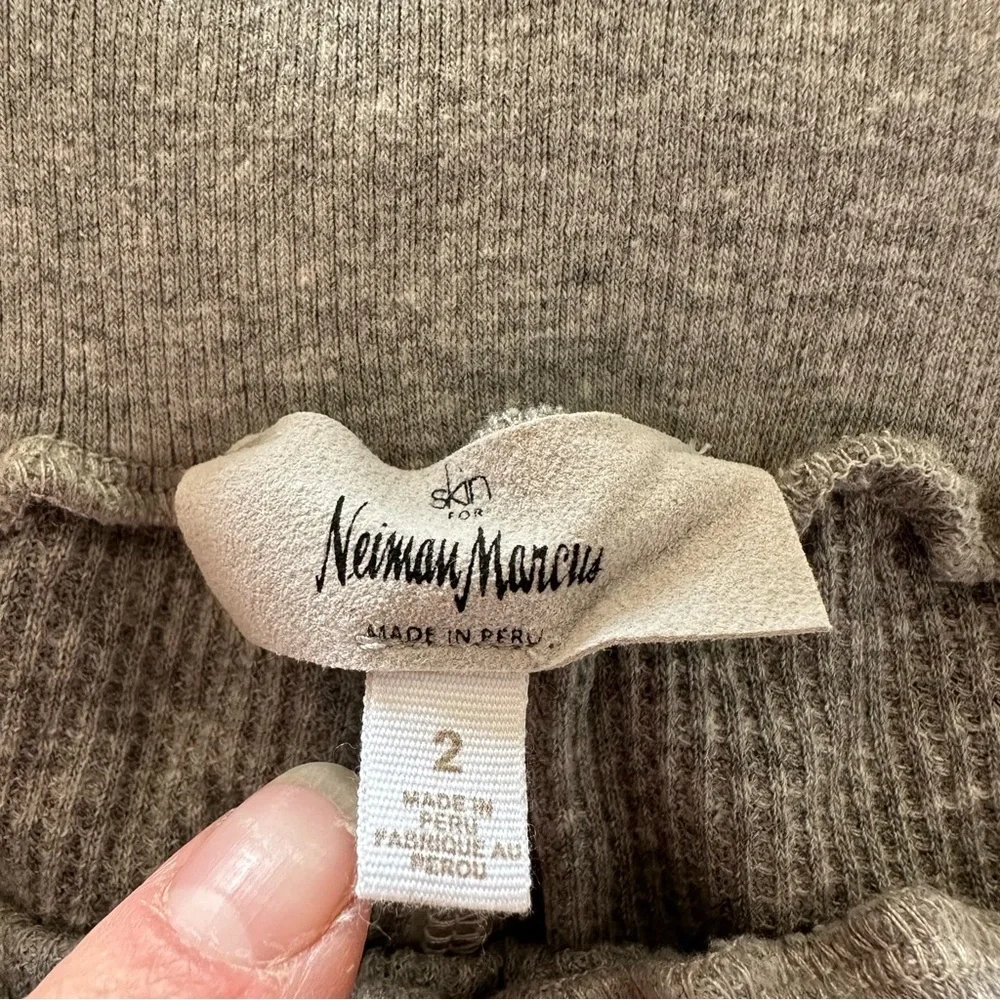 skin
FOR
Neiman Marcus
MADE IN PERU.
2
MADE IN
PERU
FABRIQUE AU
PEROU